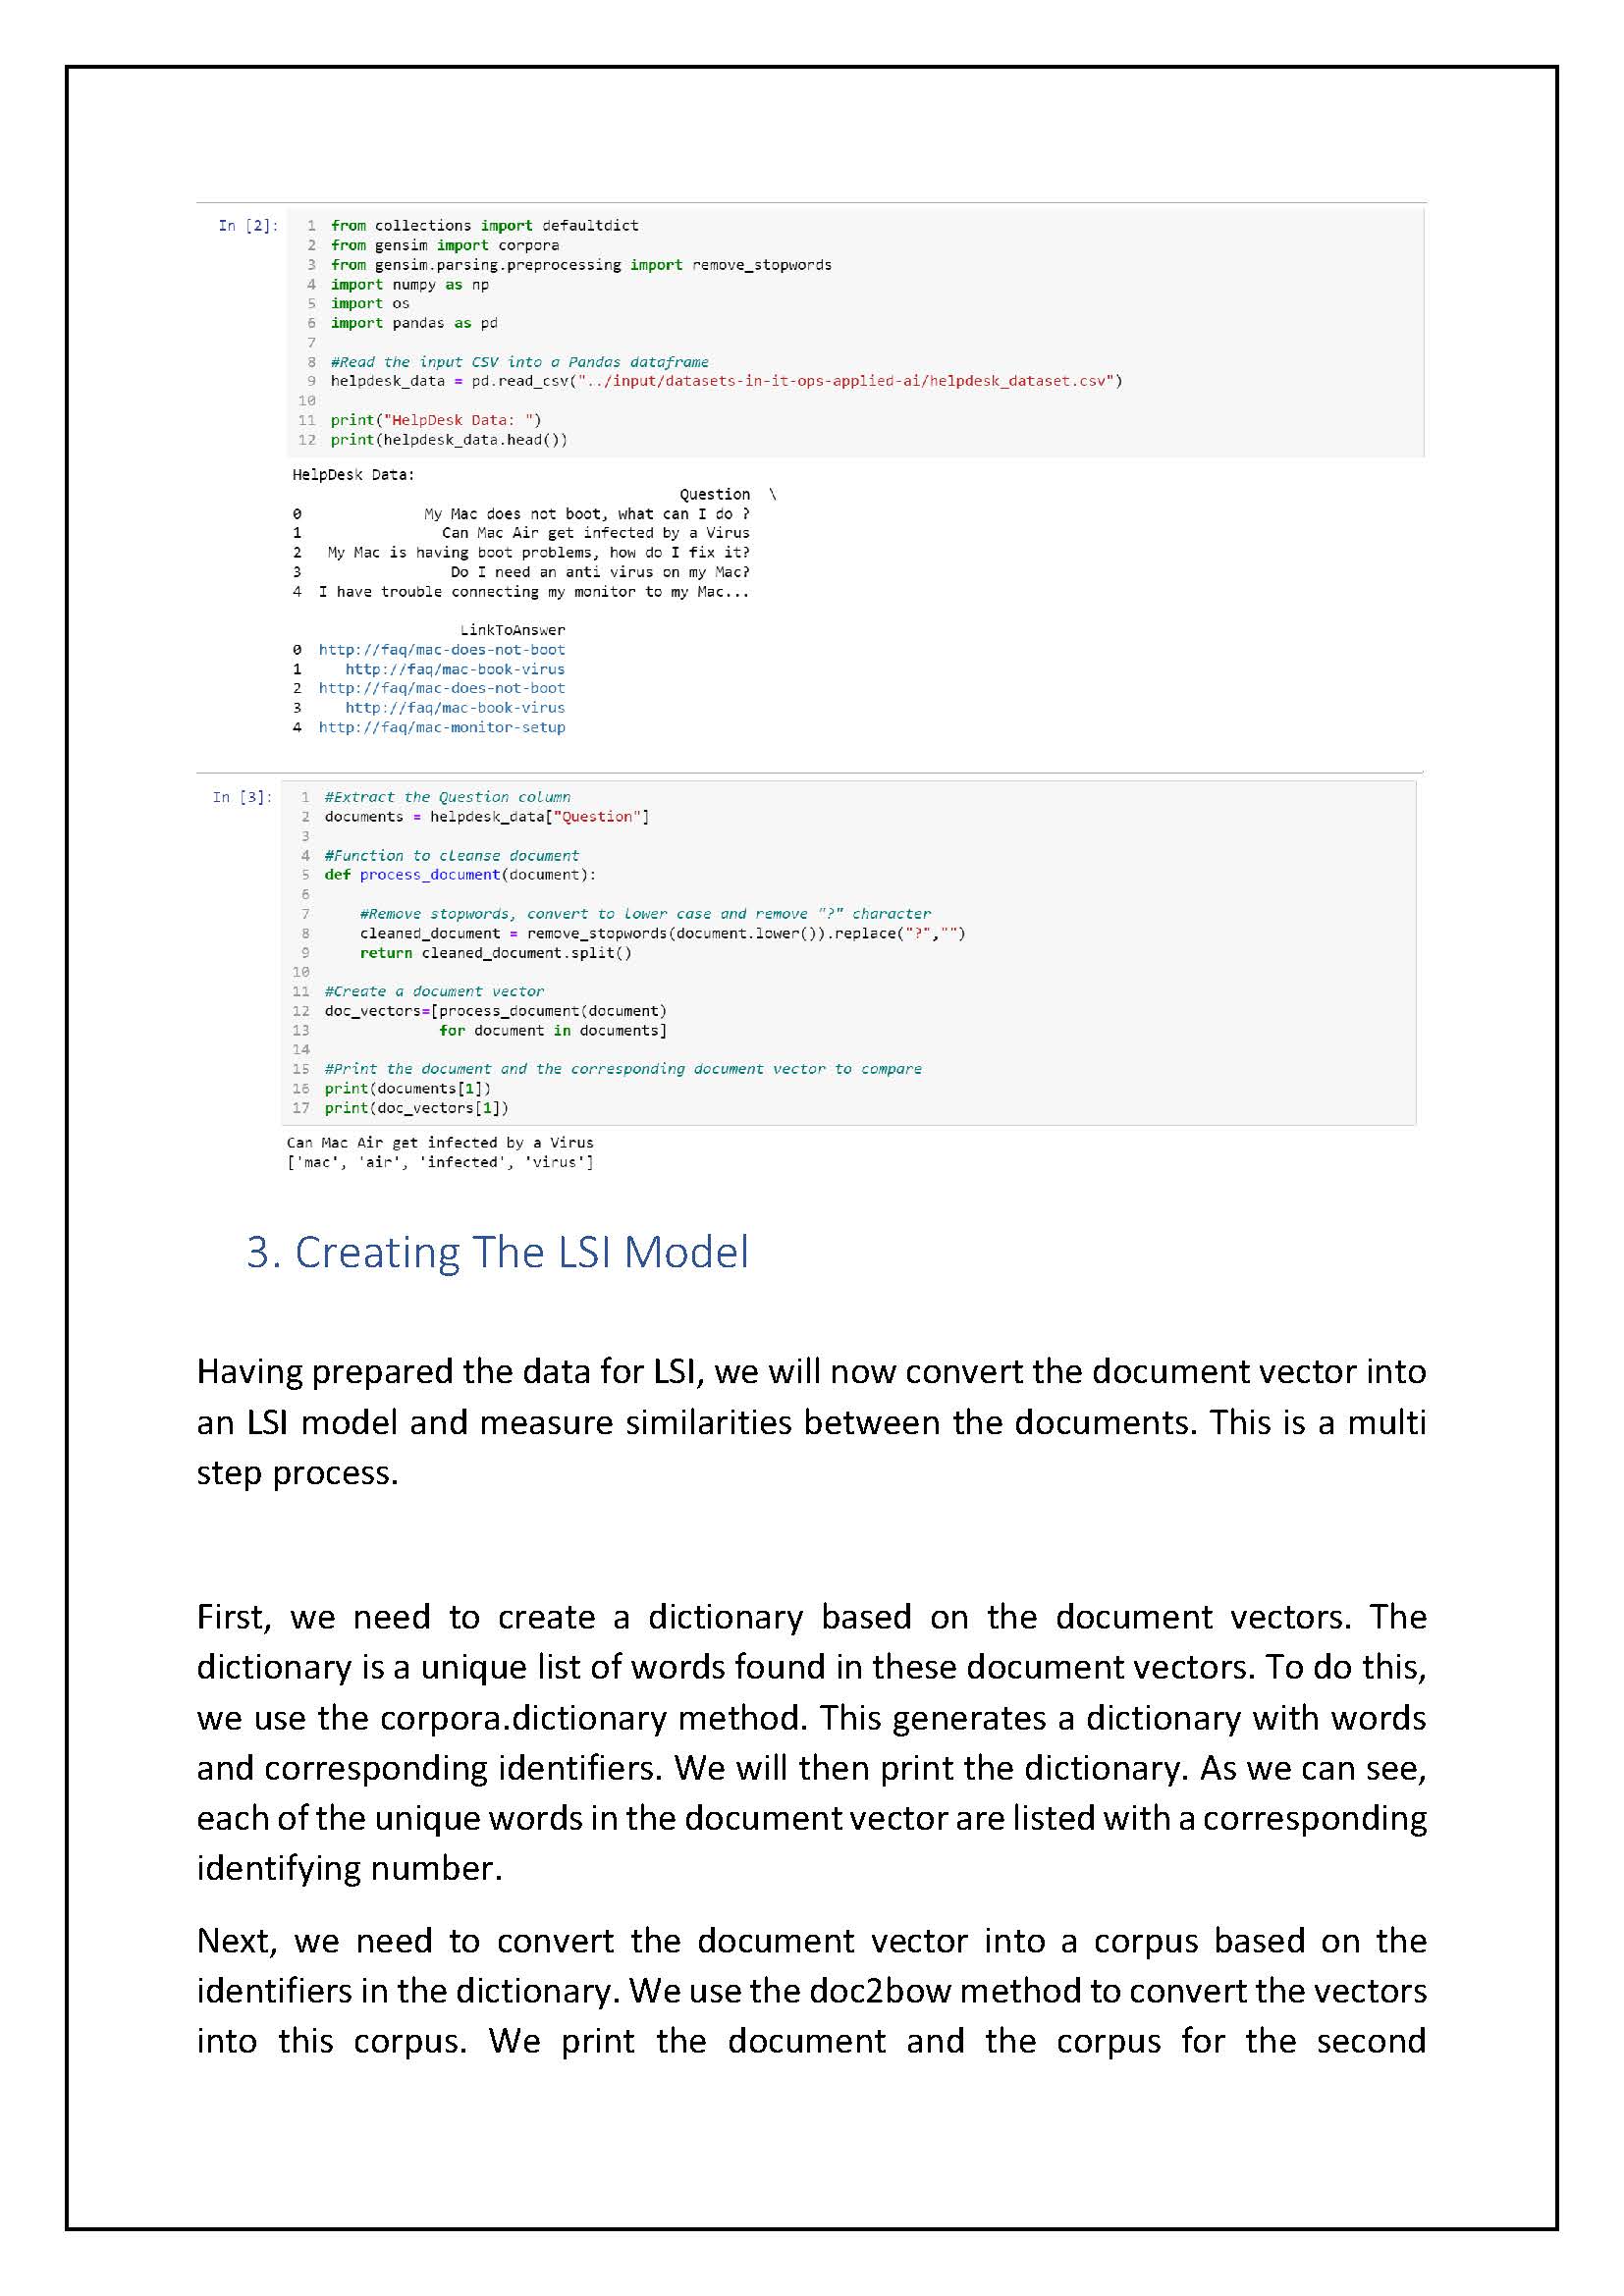 In [2]:
1 from collections import defaultdict
2 from gensim import corpora
3 from gensim.parsing.preprocessing import remove_stopwords
4 import numpy as np
5 import os
6 import pandas as pd
7
8 #Read the input CSV into a Pandas dataframe
9 helpdesk_data = pd.read_csv("../input/datasets-in-it-ops-applied-ai/helpdesk_dataset.csv")
10
11 print("HelpDesk Data: ")
12 print(helpdesk_data.head())
HelpDesk Data:
Question \
0 My Mac does not boot, what can I do ?
1 Can Mac Air get infected by a Virus
2 My Mac is having boot problems, how do I fix it?
3 Do I need an anti virus on my Mac?
4 I have trouble connecting my monitor to my Mac...
LinkToAnswer
0 http://faq/mac-does-not-boot
1 http://faq/mac-book-virus
2 http://faq/mac-does-not-boot
3 http://faq/mac-book-virus
4 http://faq/mac-monitor-setup
In [3]:
1 #Extract the Question column
2 documents = helpdesk_data["Question"]
3
4 #Function to cleanse document
5 def process_document(document):
6
7 #Remove stopwords, convert to lower case and remove "?" character
8 cleaned_document = remove_stopwords(document.lower()).replace("?","")
9 return cleaned_document.split()
10
11 #Create a document vector
12 doc_vectors=[process_document(document)
13 for document in documents]
14
15 #Print the document and the corresponding document vector to compare
16 print(documents[1])
17 print(doc_vectors[1])
Can Mac Air get infected by a Virus
['mac', 'air', 'infected', 'virus']
3. Creating The LSI Model
Having prepared the data for LSI, we will now convert the document vector into
an LSI model and measure similarities between the documents. This is a multi
step process.
First, we need to create a dictionary based on the document vectors. The
dictionary is a unique list of words found in these document vectors. To do this,
we use the corpora.dictionary method. This generates a dictionary with words
and corresponding identifiers. We will then print the dictionary. As we can see,
each of the unique words in the document vector are listed with a corresponding
identifying number.
Next, we need to convert the document vector into a corpus based on the
identifiers in the dictionary. We use the doc2bow method to convert the vectors
into this corpus. We print the document and the corpus for the second